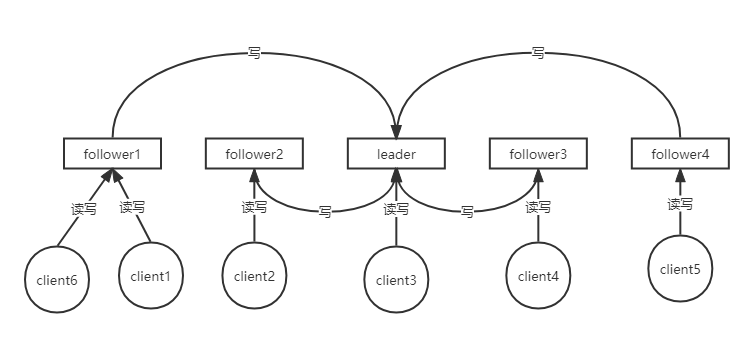 写
写
follower1
follower2
leader
follower3
follower4
读写
读写
读写
写
读写
写
读写
读写
client6
client1
client2
client3
client4
client5